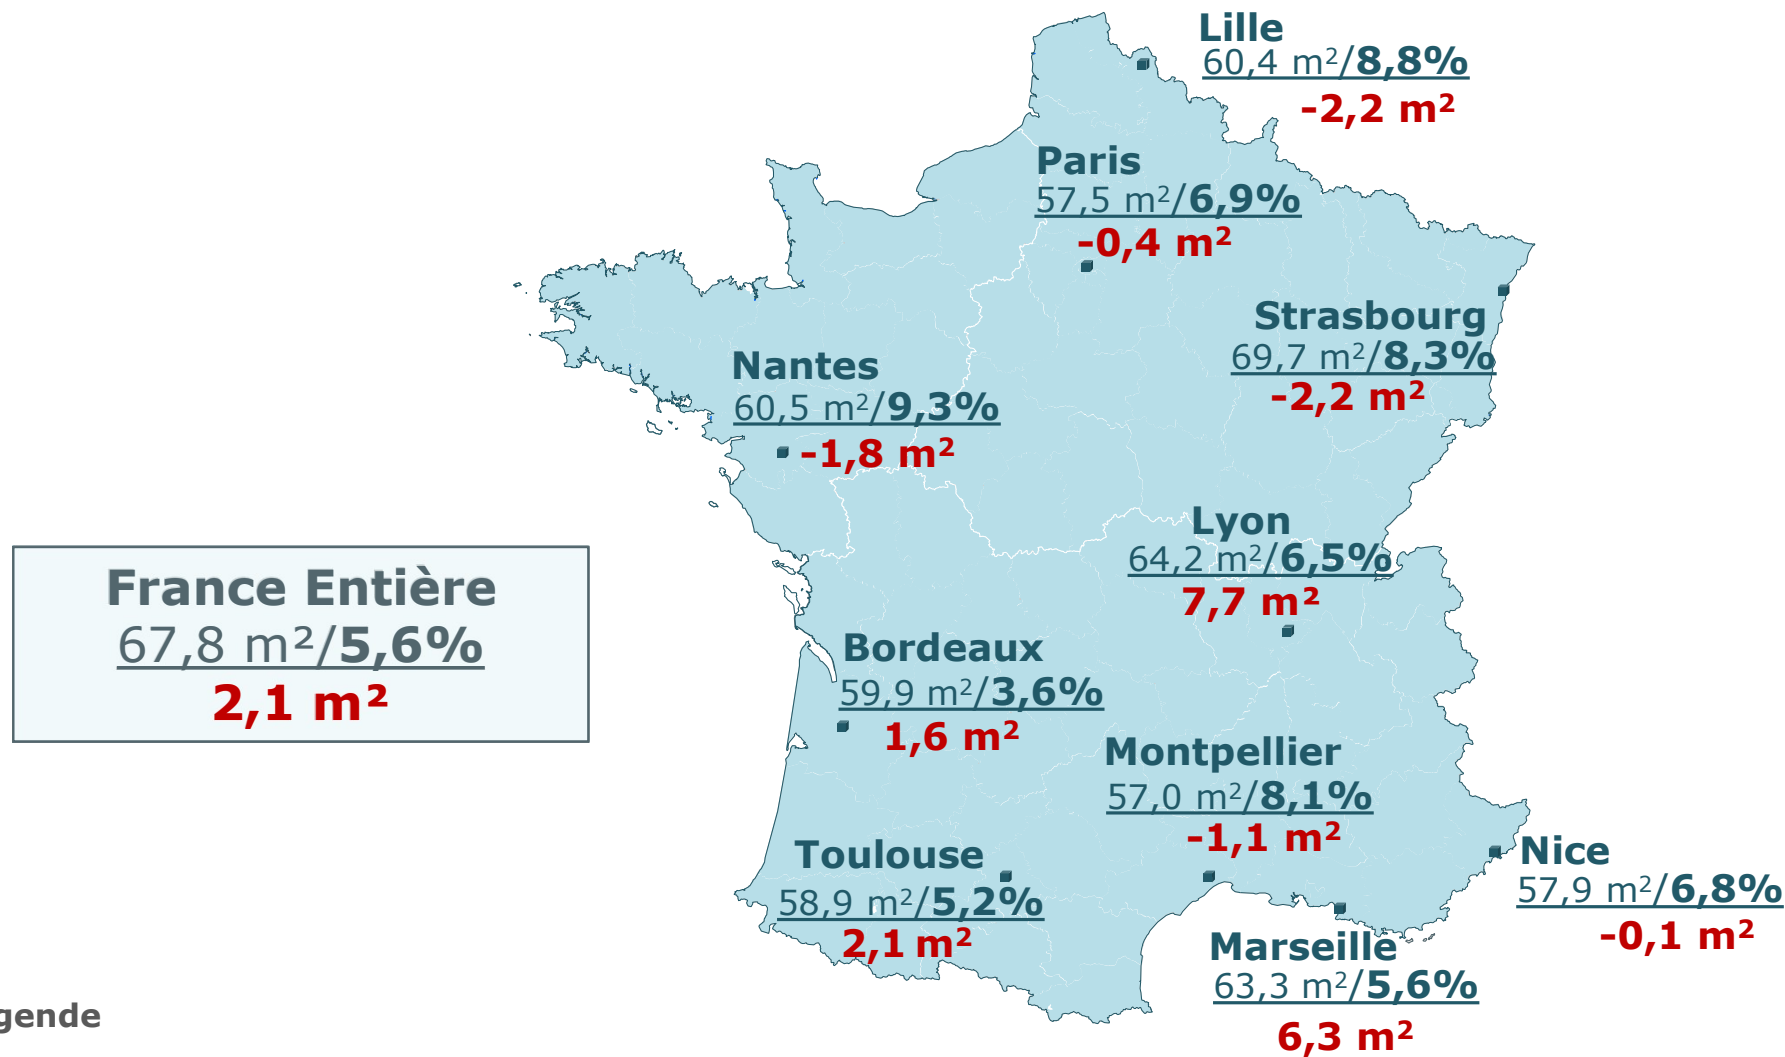 Lille
60,4 m²/8,8%
-2,2 m²
Paris
57,5 m²/6,9%
-0,4 m²
Strasbourg
69,7 m²/8,3%
-2,2 m²
Nantes
60,5 m²/9,3%
-1,8 m²
Lyon
64,2 m²/6,5%
7,7 m²
France Entière
67,8 m²/5,6%
2,1 m²
Bordeaux
59,9 m²/3,6%
1,6 m²
Montpellier
57,0 m²/8,1%
-1,1 m²
Toulouse
58,9 m²/5,2%
2,1 m²
Nice
57,9 m²/6,8%
-0,1 m²
Marseille
63,3 m²/5,6%
6,3 m²
gende